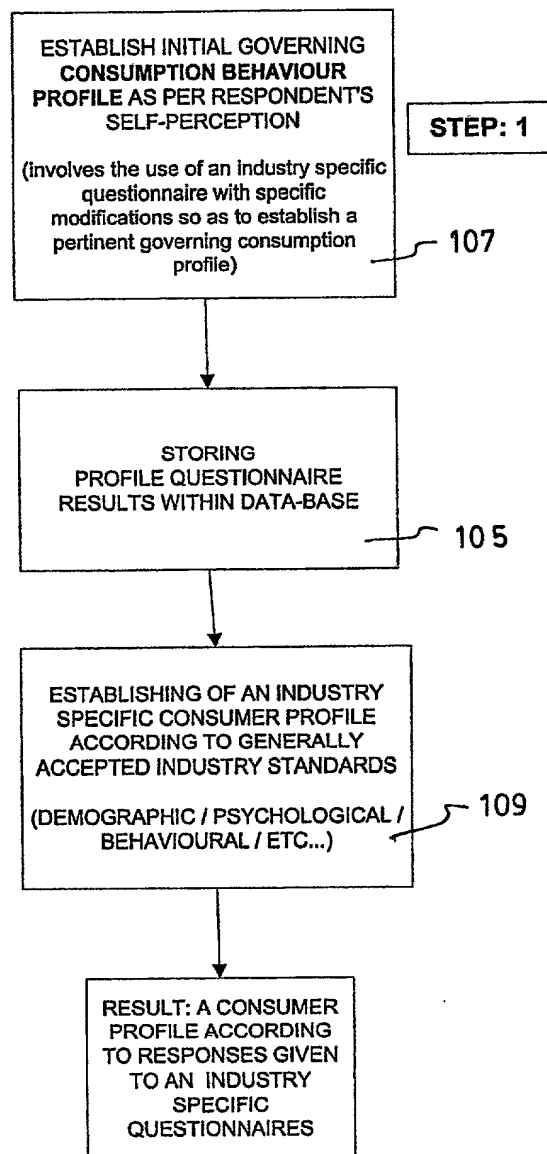 ESTABLISH INITIAL GOVERNING
CONSUMPTION BEHAVIOUR
PROFILE AS PER RESPONDENT'S
SELF-PERCEPTION
(involves the use of an industry specific
questionnaire with specific
modifications so as to establish a
pertinent governing consumption
profile)
STEP: 1
107
STORING
PROFILE QUESTIONNAIRE
RESULTS WITHIN DATA-BASE
105
ESTABLISHING OF AN INDUSTRY
SPECIFIC CONSUMER PROFILE
ACCORDING TO GENERALLY
ACCEPTED INDUSTRY STANDARDS
(DEMOGRAPHIC / PSYCHOLOGICAL /
BEHAVIOURAL / ETC...)
109
RESULT: A CONSUMER
PROFILE ACCORDING
TO RESPONSES GIVEN
TO AN INDUSTRY
SPECIFIC
QUESTIONNAIRES